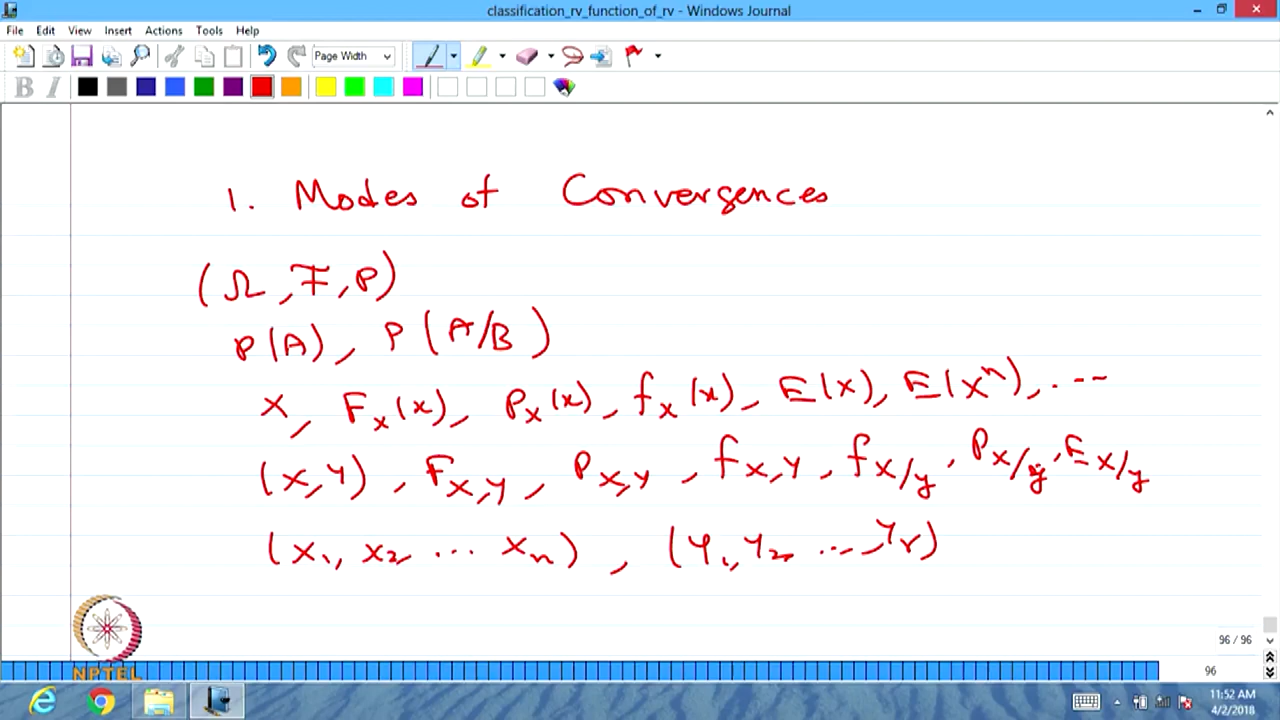 classification_rv_function_of_rv - Windows Journal
File Edit View Insert Actions Tools Help
Page Width
B I
1. Modes of Convergences
(Ω, F, P)
P(A), P(A/B)
X, F_X(x), P_X(x), f_X(x), E(X), E(X^n), ...
(X,Y), F_X,Y, P_X,Y, f_X,Y, f_X/y, P_X/y, E_X/y
(X_1, X_2 ... X_n), (Y_1, Y_2, ..., Y_r)
96 / 96
NPTEL
96
11:52 AM
4/2/2018